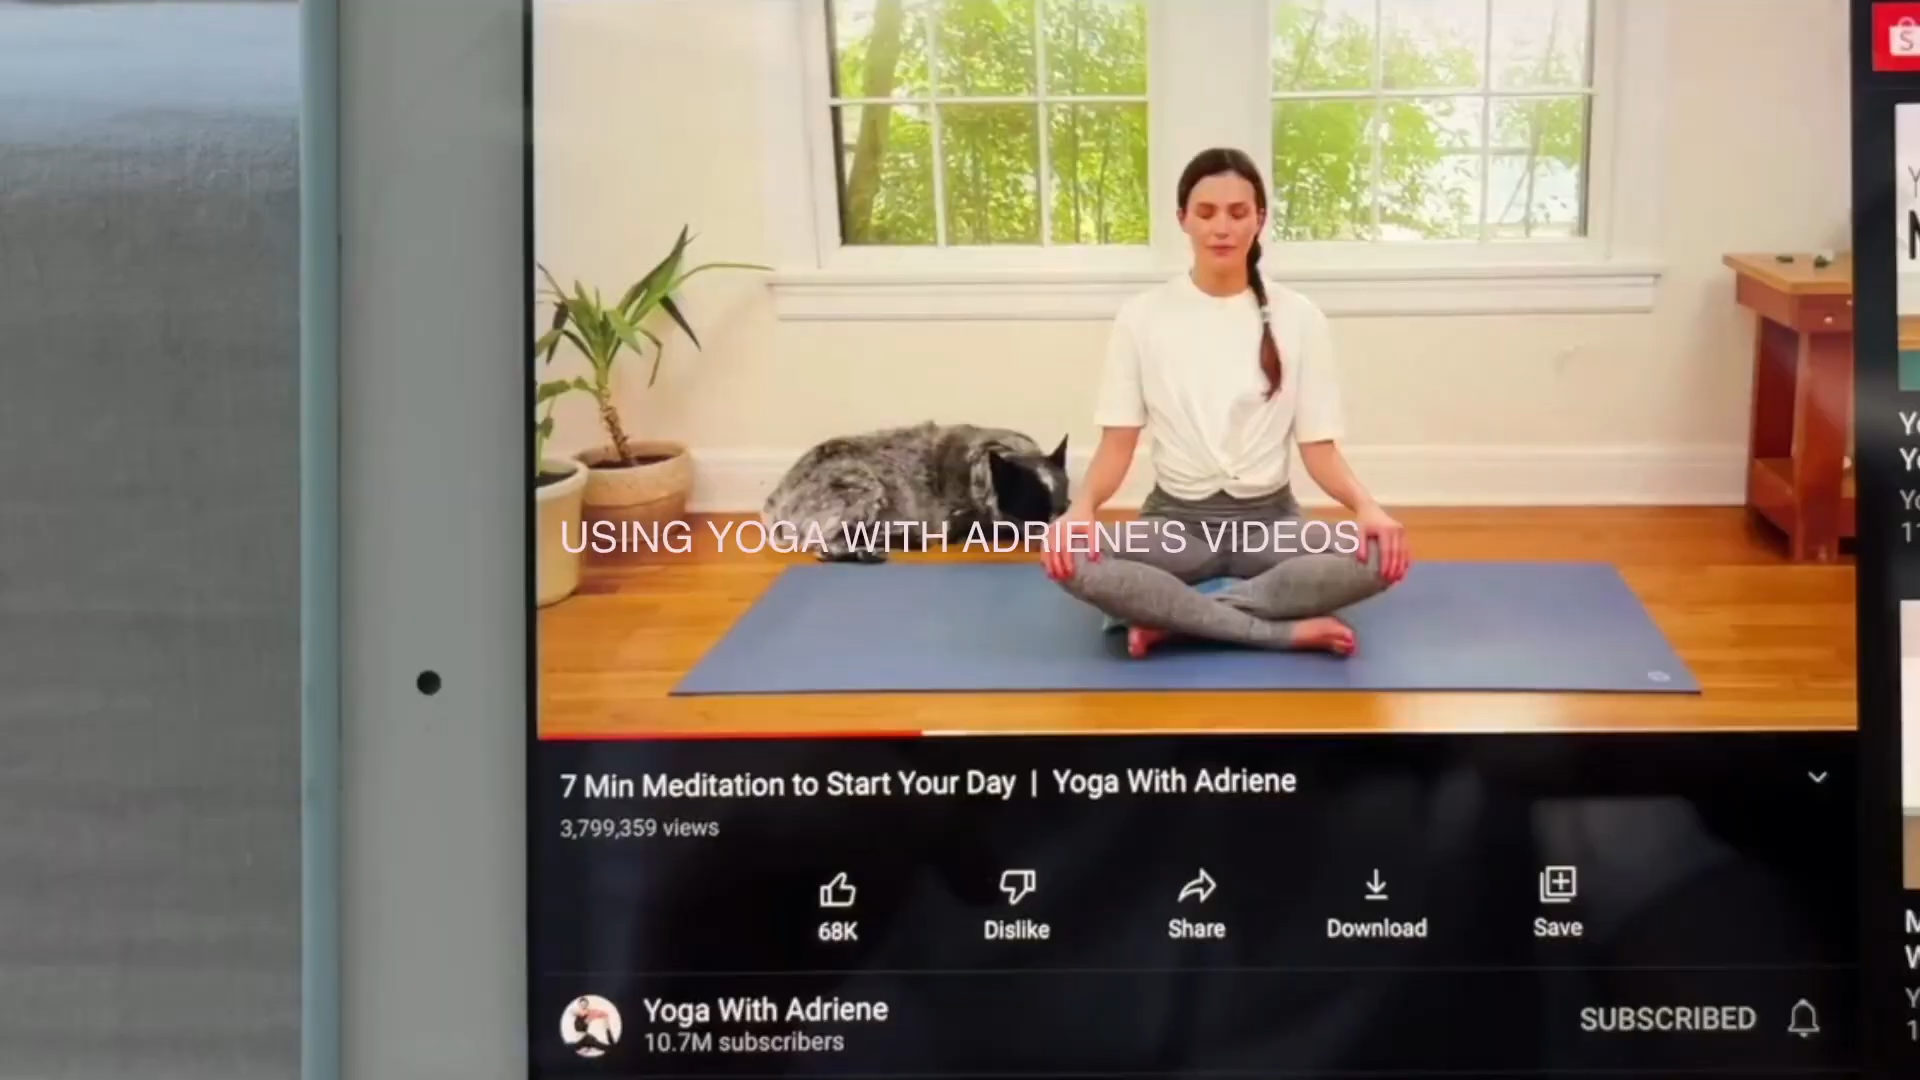 USING YOGA WITH ADRIENE'S VIDEOS
7 Min Meditation to Start Your Day | Yoga With Adriene
3,799,359 views
68K
Dislike
Share
Download
Save
Yoga With Adriene
10.7M subscribers
SUBSCRIBED